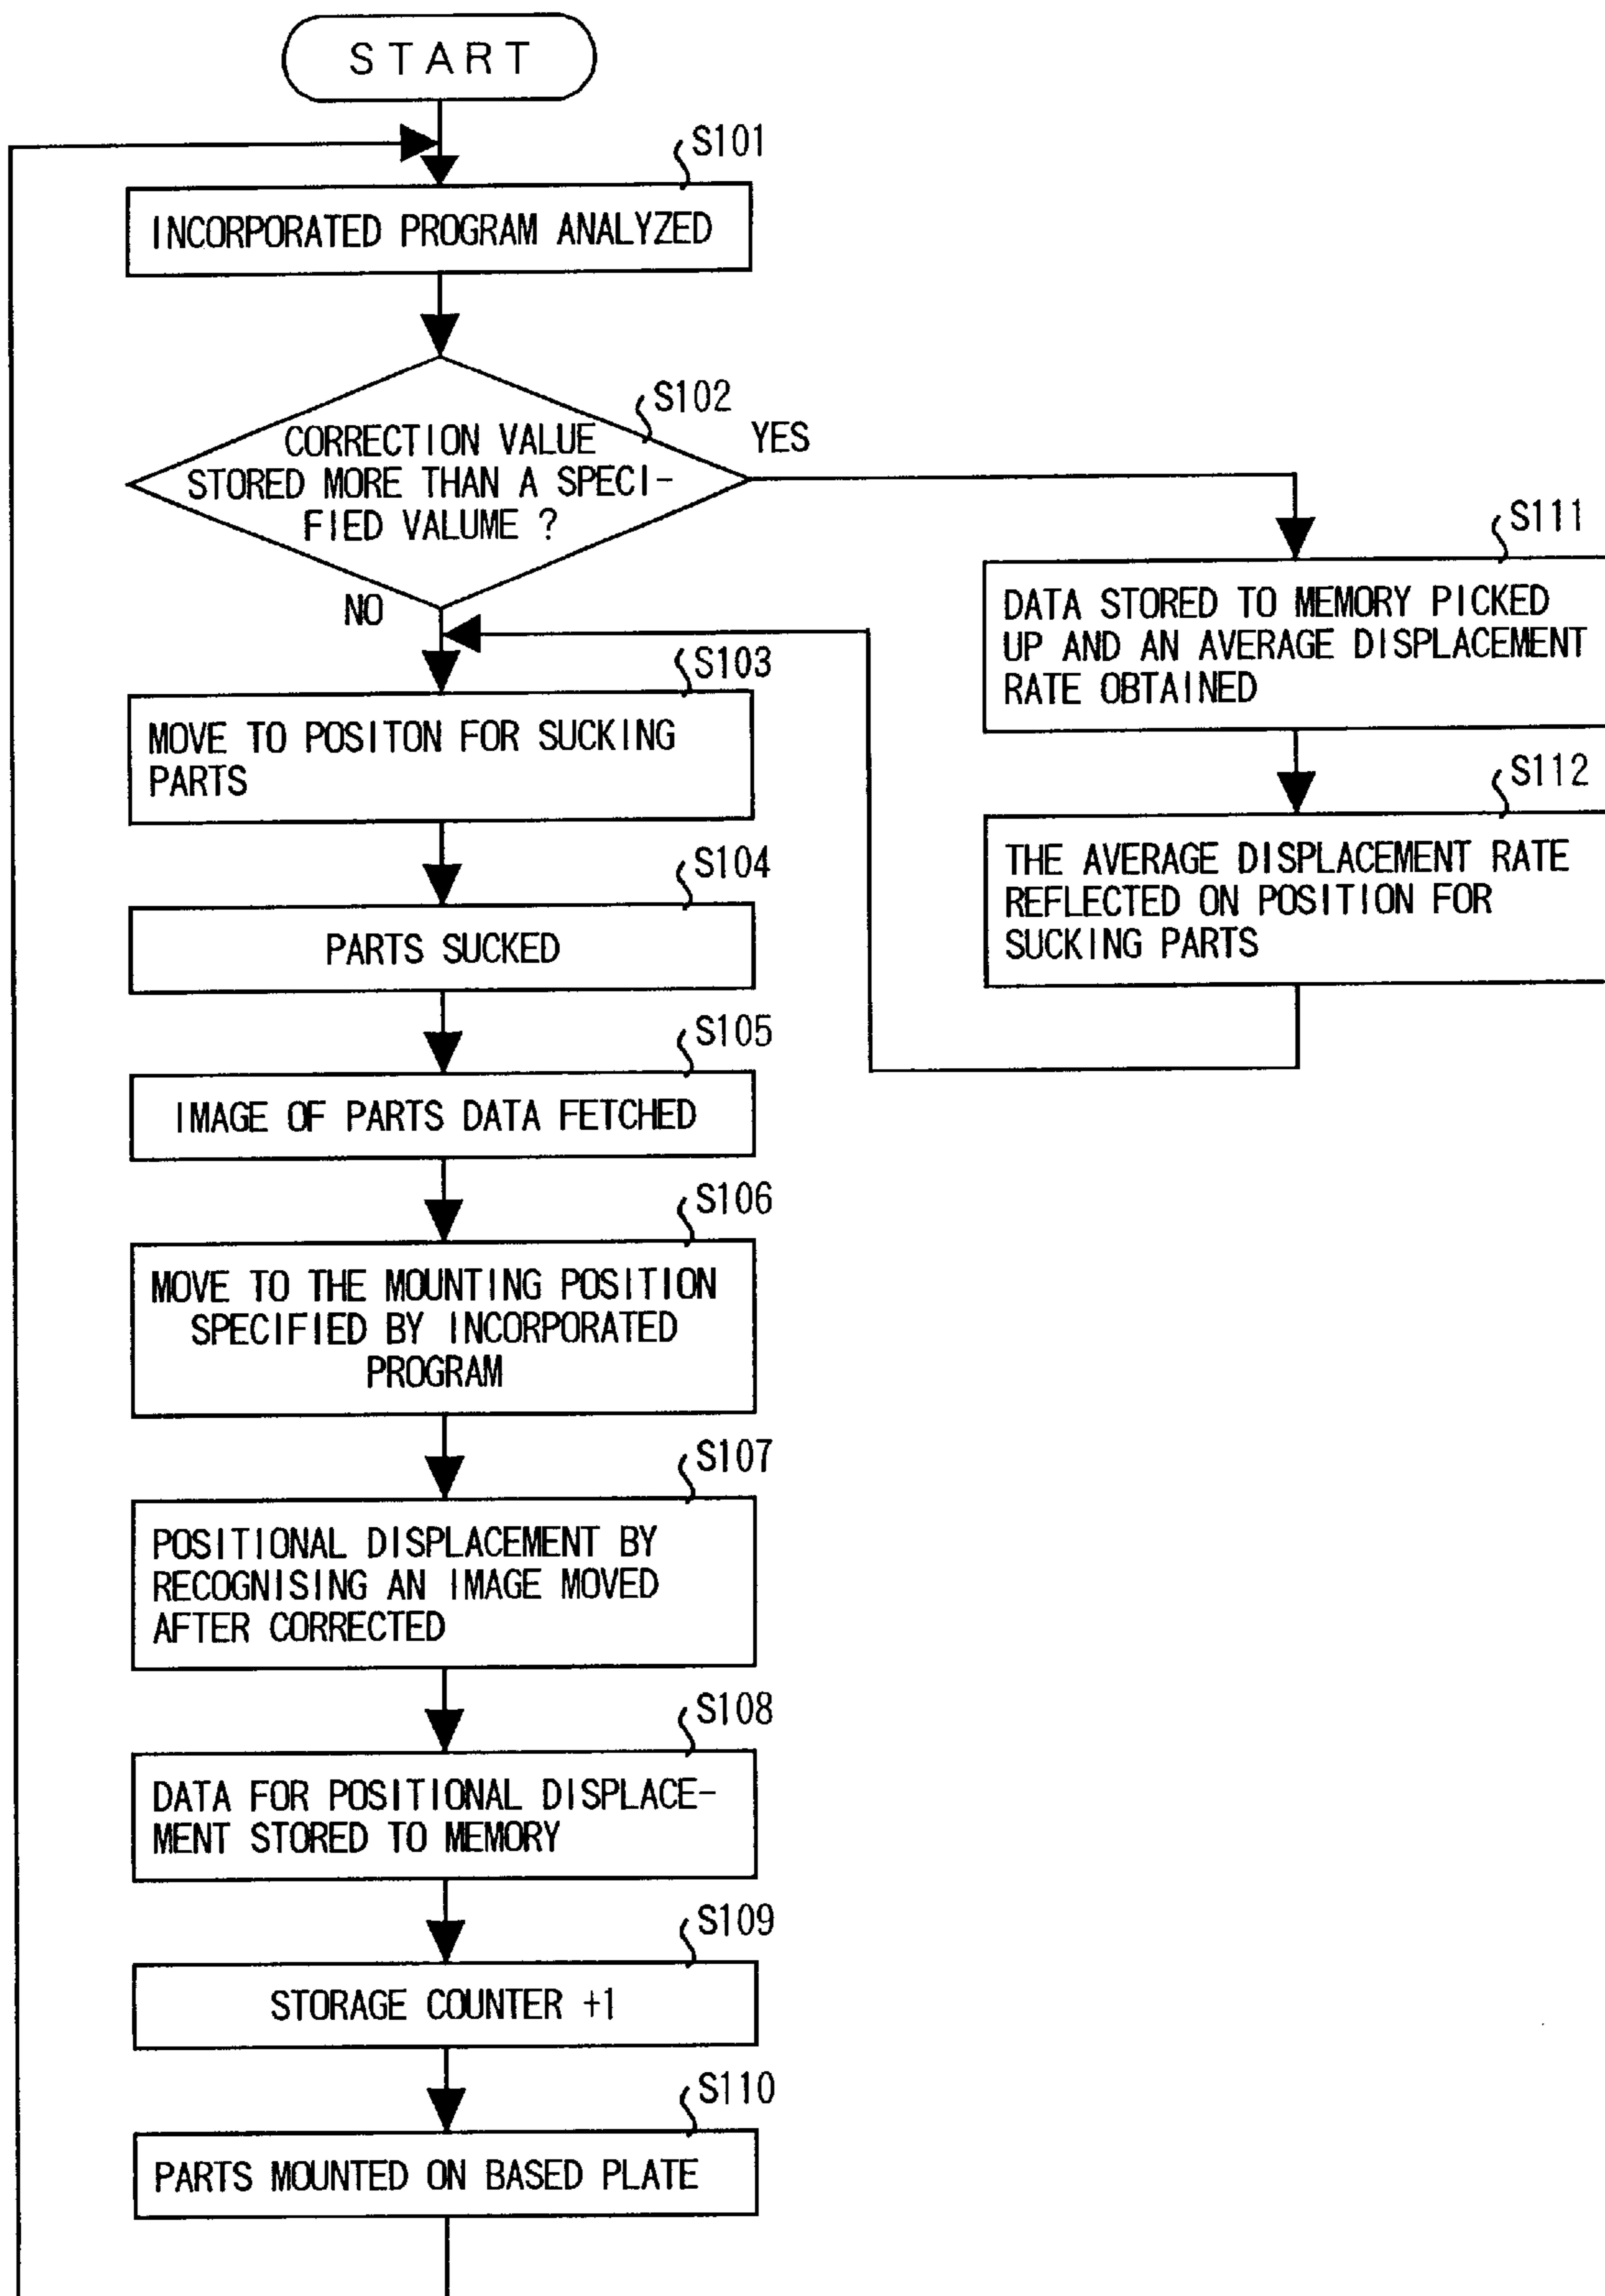 START
S101
INCORPORATED PROGRAM ANALYZED
S102
CORRECTION VALUE
STORED MORE THAN A SPECI-
FIED VALUME ?
YES
NO
S103
MOVE TO POSITON FOR SUCKING
PARTS
S104
PARTS SUCKED
S105
IMAGE OF PARTS DATA FETCHED
S106
MOVE TO THE MOUNTING POSITION
SPECIFIED BY INCORPORATED
PROGRAM
S107
POSITIONAL DISPLACEMENT BY
RECOGNISING AN IMAGE MOVED
AFTER CORRECTED
S108
DATA FOR POSITIONAL DISPLACE-
MENT STORED TO MEMORY
S109
STORAGE COUNTER +1
S110
PARTS MOUNTED ON BASED PLATE
S111
DATA STORED TO MEMORY PICKED
UP AND AN AVERAGE DISPLACEMENT
RATE OBTAINED
S112
THE AVERAGE DISPLACEMENT RATE
REFLECTED ON POSITION FOR
SUCKING PARTS